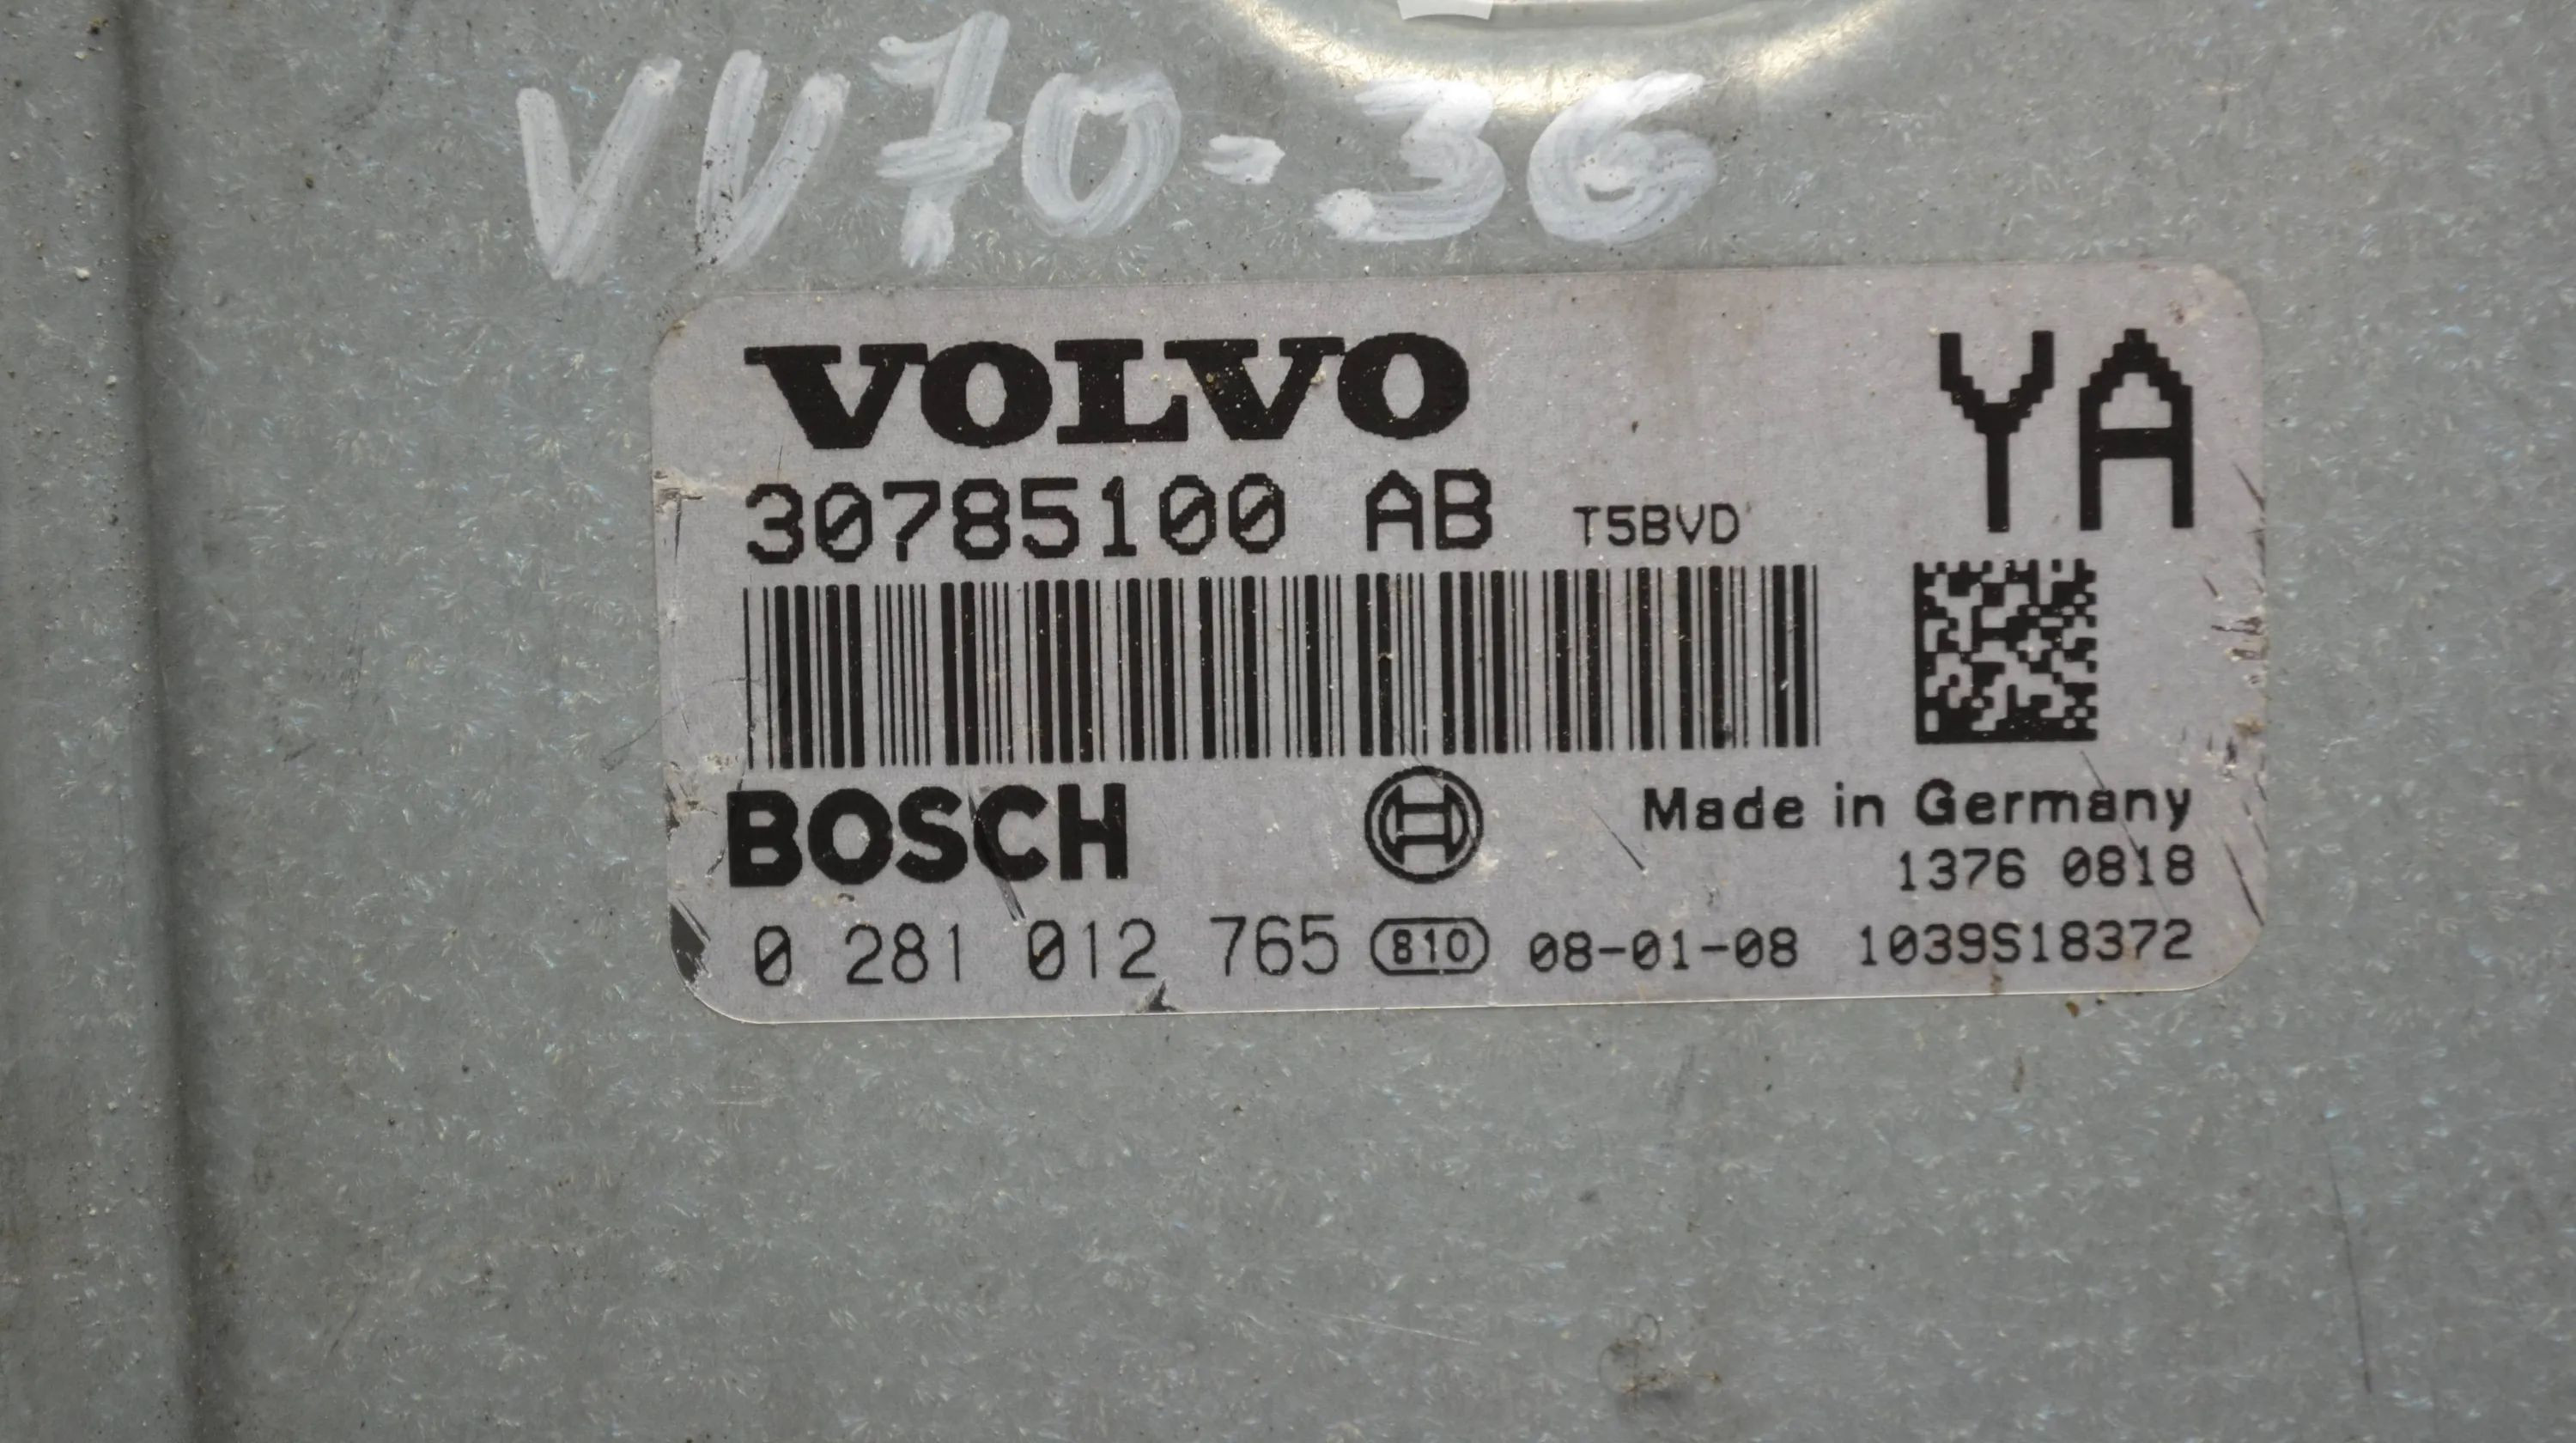 VV70-36
VOLVO
YA
30785100 AB T5BVD
BOSCH
Made in Germany
1376 0818
0 281 012 765 810 08-01-08 1039S18372